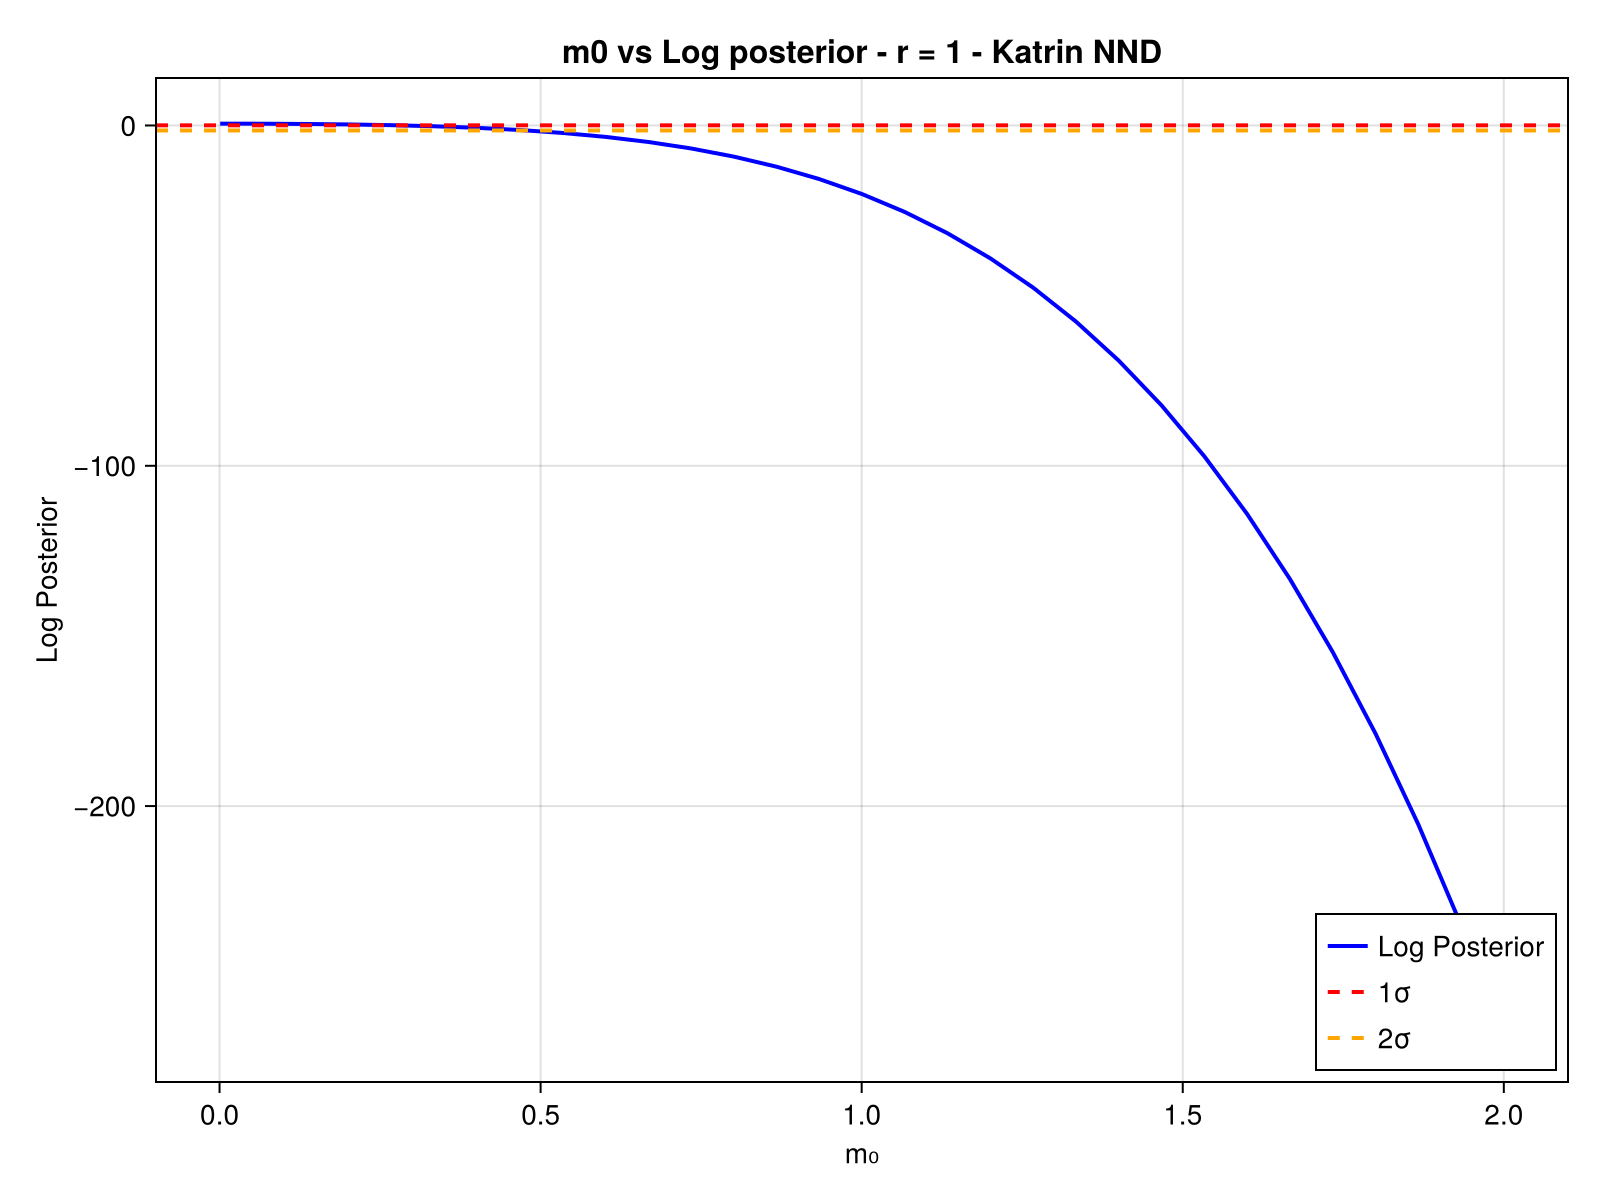 m0 vs Log posterior - r = 1 - Katrin NND
0
−100
−200
Log Posterior
0.0
0.5
1.0
1.5
2.0
m₀
Log Posterior
1σ
2σ